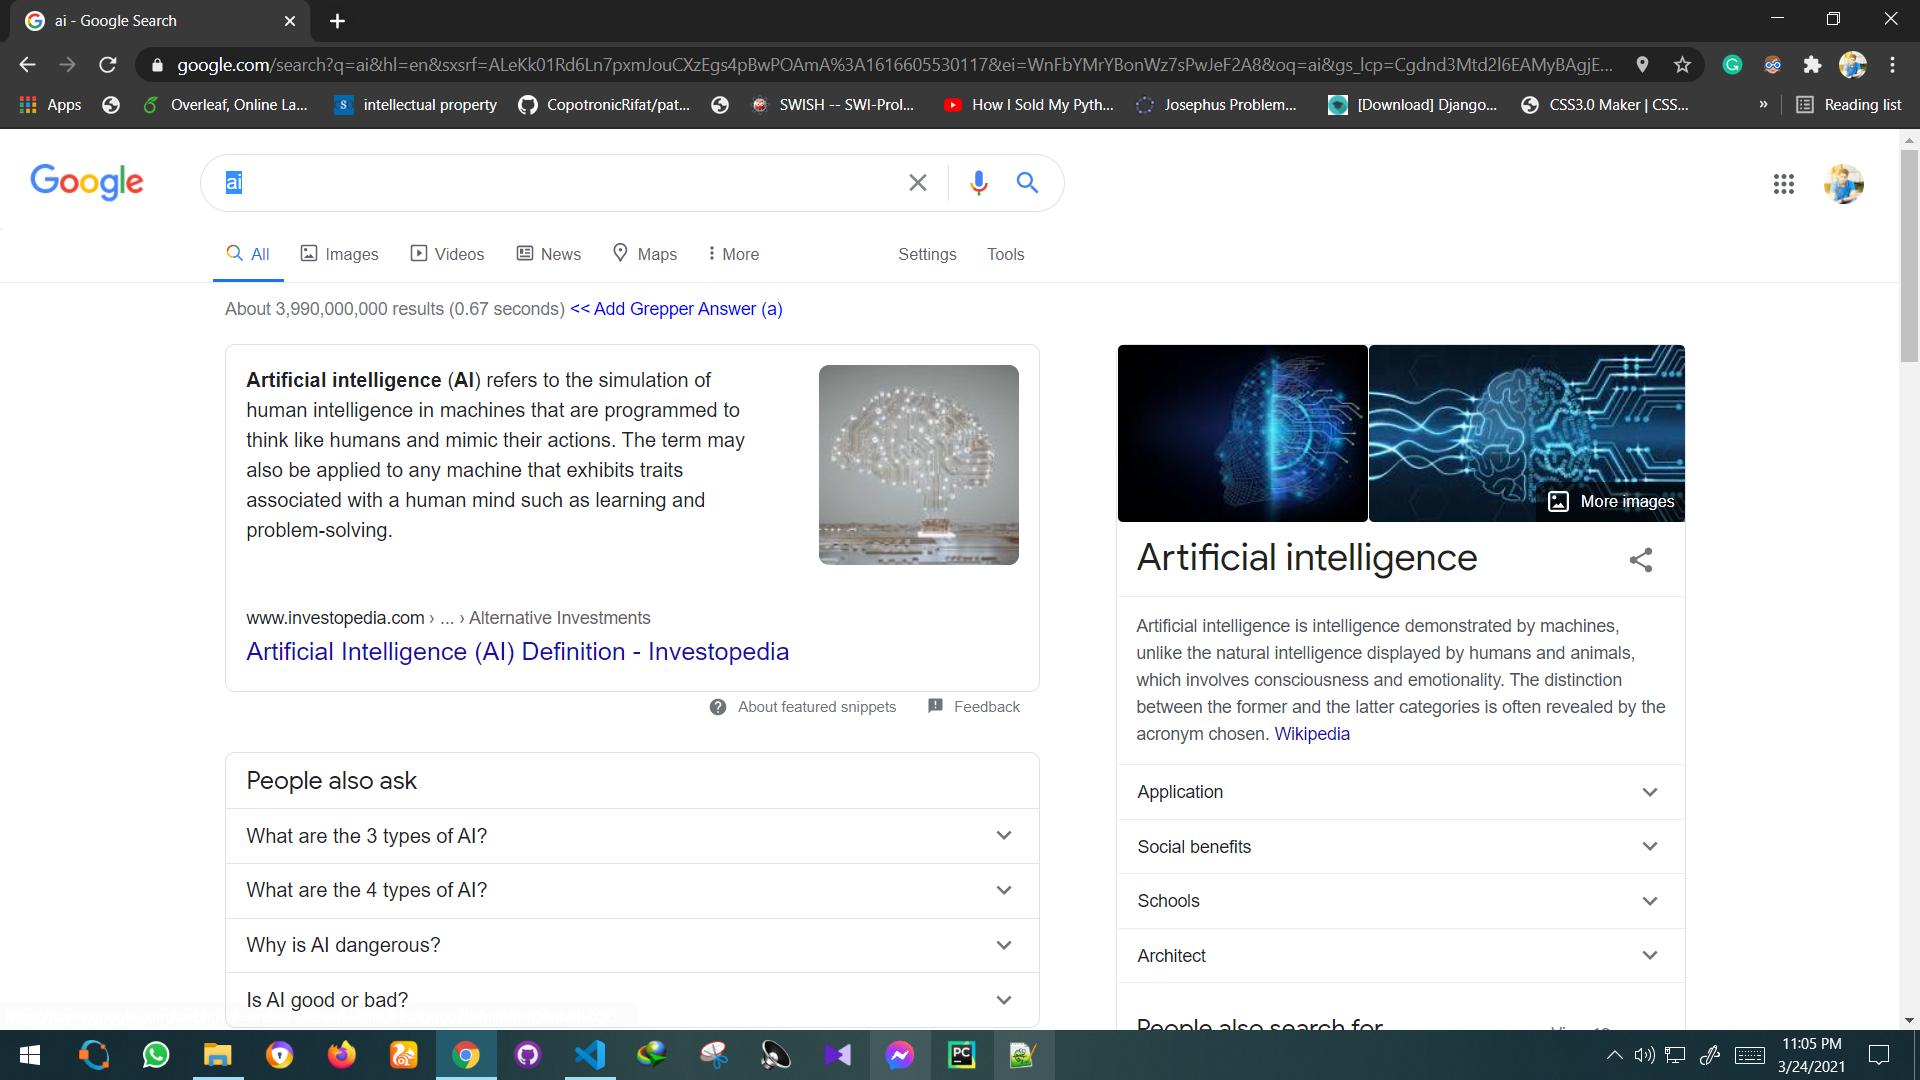 ai - Google Search
google.com/search?q=ai&hl=en&sxsrf=ALeKk01Rd6Ln7pxmJouCXzEgs4pBwPOAmA%3A1616605530117&ei=WnFbYMrYBonWz7sPwJeF2A8&oq=ai&gs_lcp=Cgdnd3Mtd2l6EAMyBAgjE...
Apps
Overleaf, Online La...
intellectual property
CopotronicRifat/pat...
SWISH -- SWI-Prol...
How I Sold My Pyth...
Josephus Problem...
[Download] Django...
CSS3.0 Maker | CSS...
»
Reading list
Google
ai
All
Images
Videos
News
Maps
More
Settings
Tools
About 3,990,000,000 results (0.67 seconds) << Add Grepper Answer (a)
Artificial intelligence (AI) refers to the simulation of
human intelligence in machines that are programmed to
think like humans and mimic their actions. The term may
also be applied to any machine that exhibits traits
associated with a human mind such as learning and
problem-solving.
www.investopedia.com › ... › Alternative Investments
Artificial Intelligence (AI) Definition - Investopedia
About featured snippets
Feedback
People also ask
What are the 3 types of AI?
What are the 4 types of AI?
Why is AI dangerous?
Is AI good or bad?
More images
Artificial intelligence
Artificial intelligence is intelligence demonstrated by machines,
unlike the natural intelligence displayed by humans and animals,
which involves consciousness and emotionality. The distinction
between the former and the latter categories is often revealed by the
acronym chosen. Wikipedia
Application
Social benefits
Schools
Architect
People also search for
PC
11:05 PM
3/24/2021